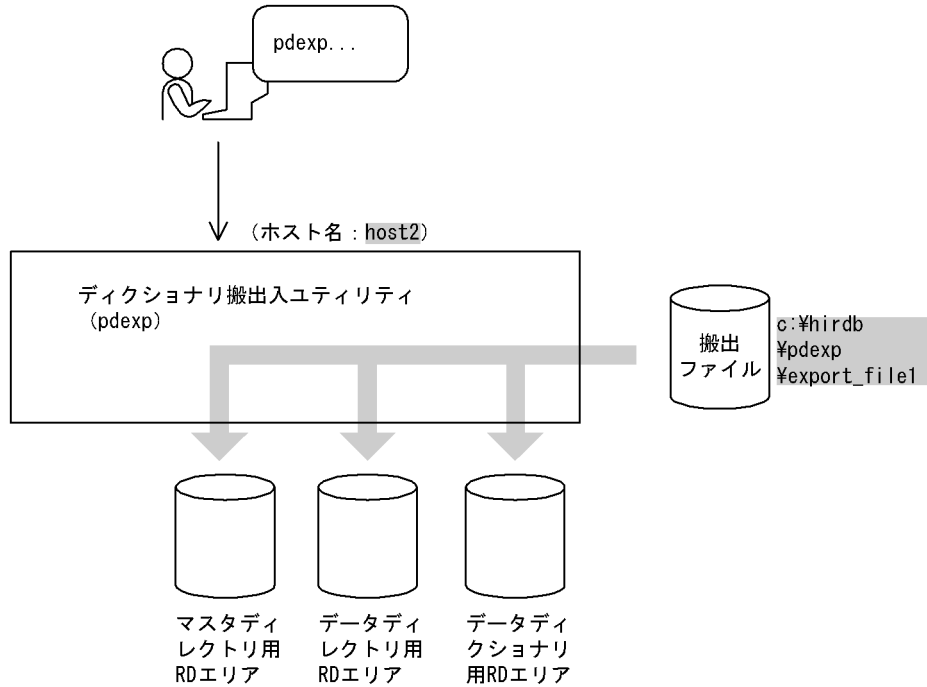 pdexp...
(ホスト名：host2)
ディクショナリ搬出入ユティリティ
(pdexp)
搬出
ファイル
c:¥hirdb
¥pdexp
¥export_file1
マスタディ
レクトリ用
RDエリア
データディ
レクトリ用
RDエリア
データディ
クショナリ
用RDエリア